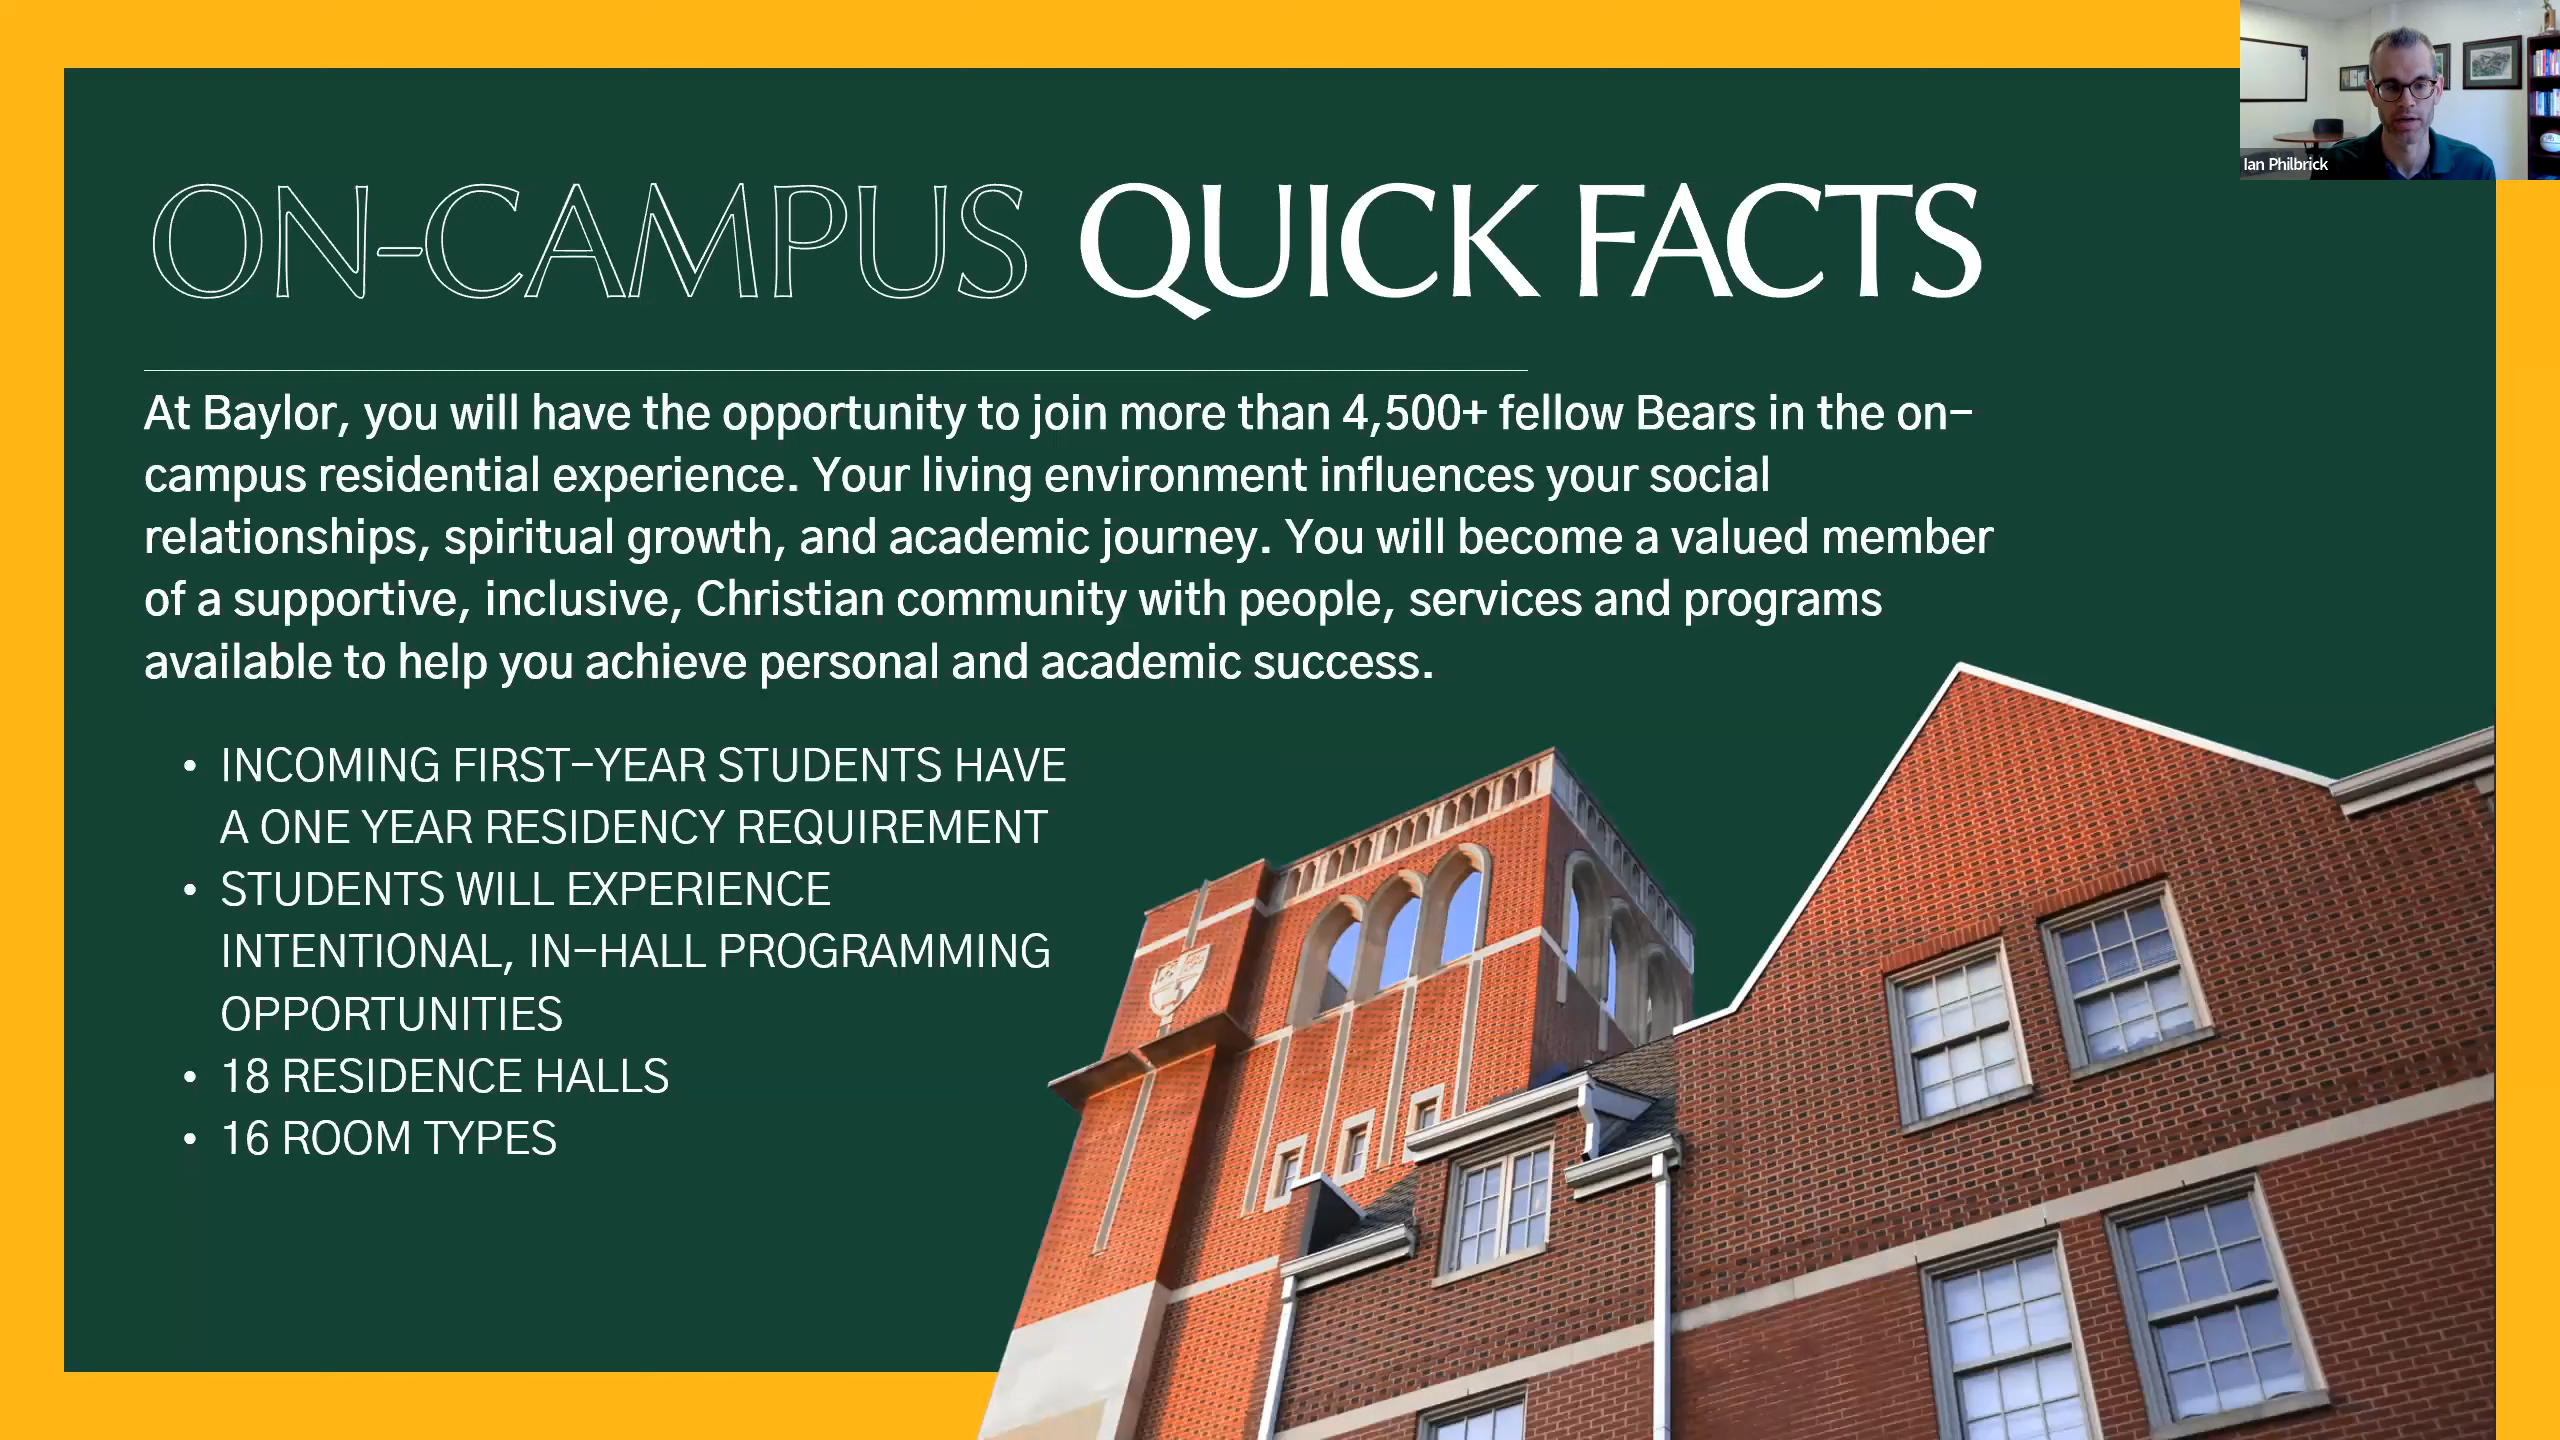 ON-CAMPUS QUICK FACTS
Ian Philbrick
At Baylor, you will have the opportunity to join more than 4,500+ fellow Bears in the on-
campus residential experience. Your living environment influences your social
relationships, spiritual growth, and academic journey. You will become a valued member
of a supportive, inclusive, Christian community with people, services and programs
available to help you achieve personal and academic success.
• INCOMING FIRST-YEAR STUDENTS HAVE
A ONE YEAR RESIDENCY REQUIREMENT
• STUDENTS WILL EXPERIENCE
INTENTIONAL, IN-HALL PROGRAMMING
OPPORTUNITIES
• 18 RESIDENCE HALLS
• 16 ROOM TYPES